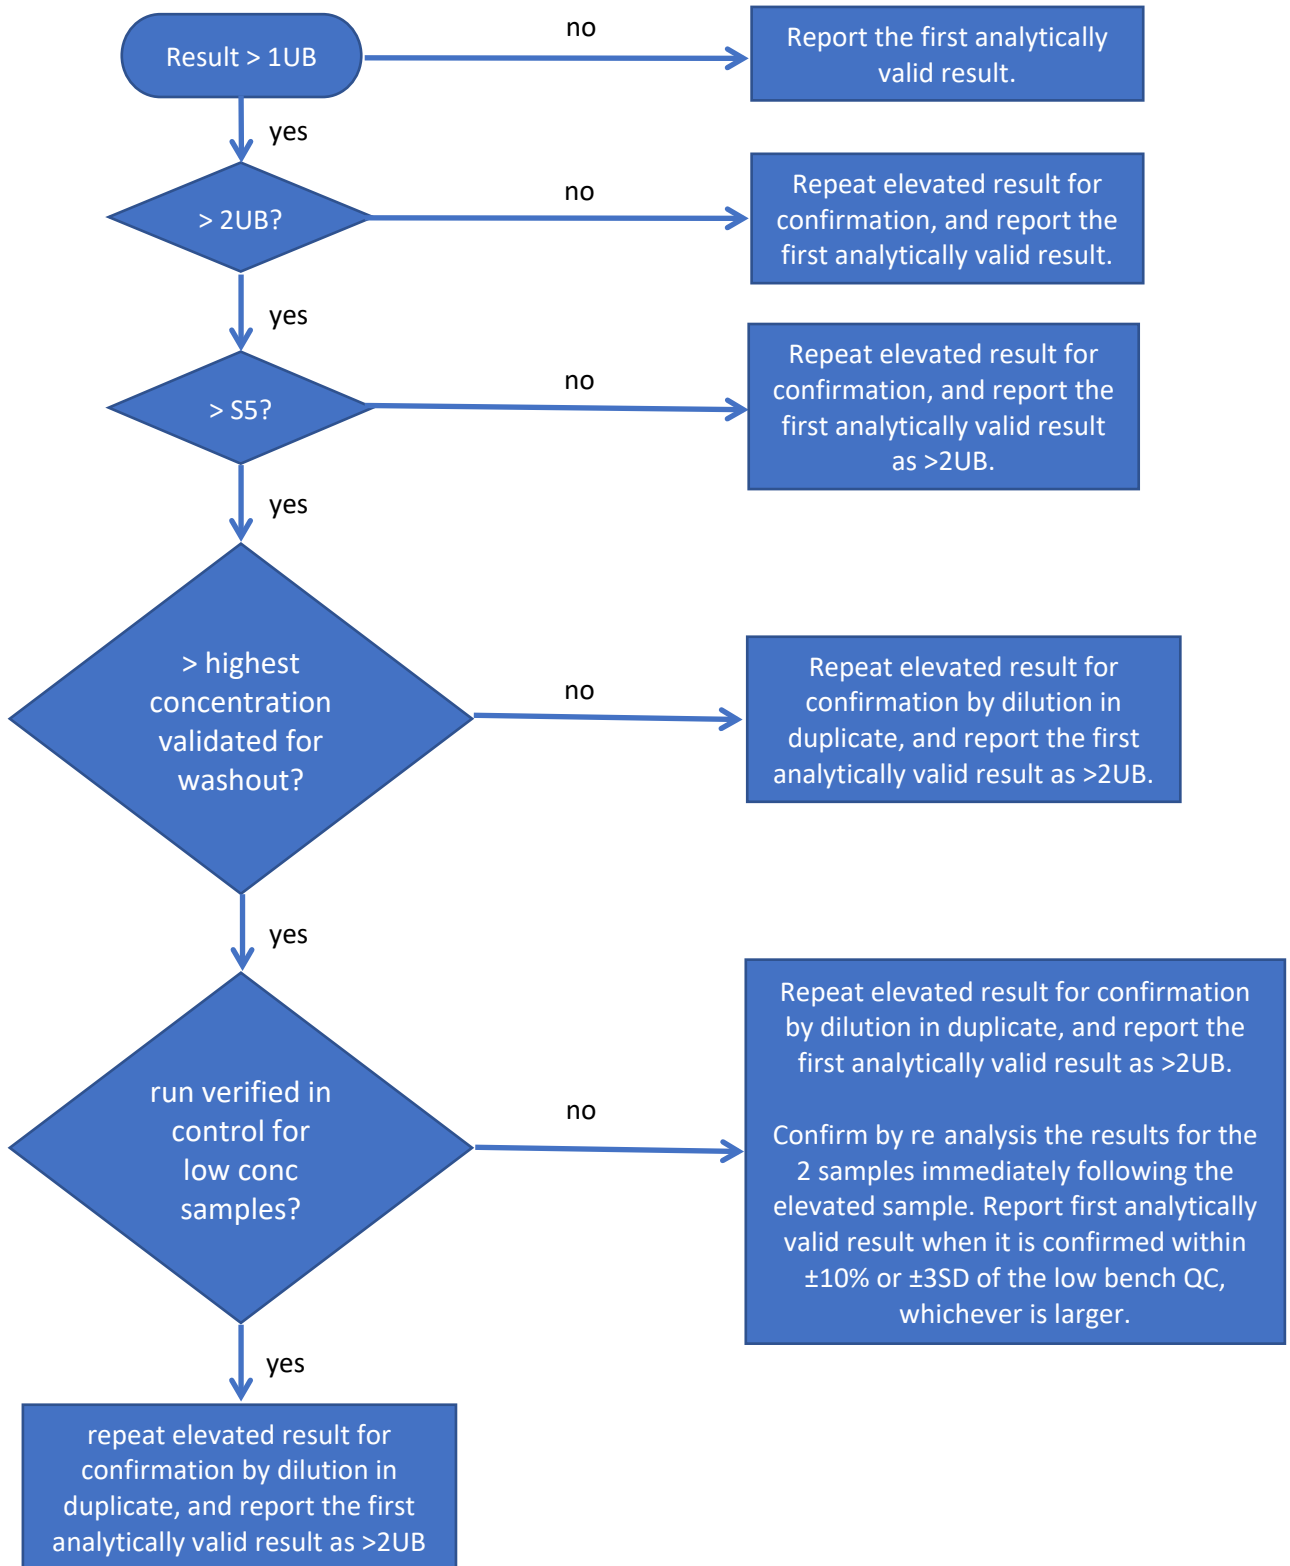 Result > 1UB
no
Report the first analytically
valid result.
yes
> 2UB?
no
Repeat elevated result for
confirmation, and report the
first analytically valid result.
yes
> S5?
no
Repeat elevated result for
confirmation, and report the
first analytically valid result
as >2UB.
yes
> highest
concentration
validated for
washout?
no
Repeat elevated result for
confirmation by dilution in
duplicate, and report the first
analytically valid result as >2UB.
yes
run verified in
control for
low conc
samples?
no
Repeat elevated result for confirmation
by dilution in duplicate, and report the
first analytically valid result as >2UB.
Confirm by re analysis the results for the
2 samples immediately following the
elevated sample. Report first analytically
valid result when it is confirmed within
±10% or ±3SD of the low bench QC,
whichever is larger.
yes
repeat elevated result for
confirmation by dilution in
duplicate, and report the first
analytically valid result as >2UB